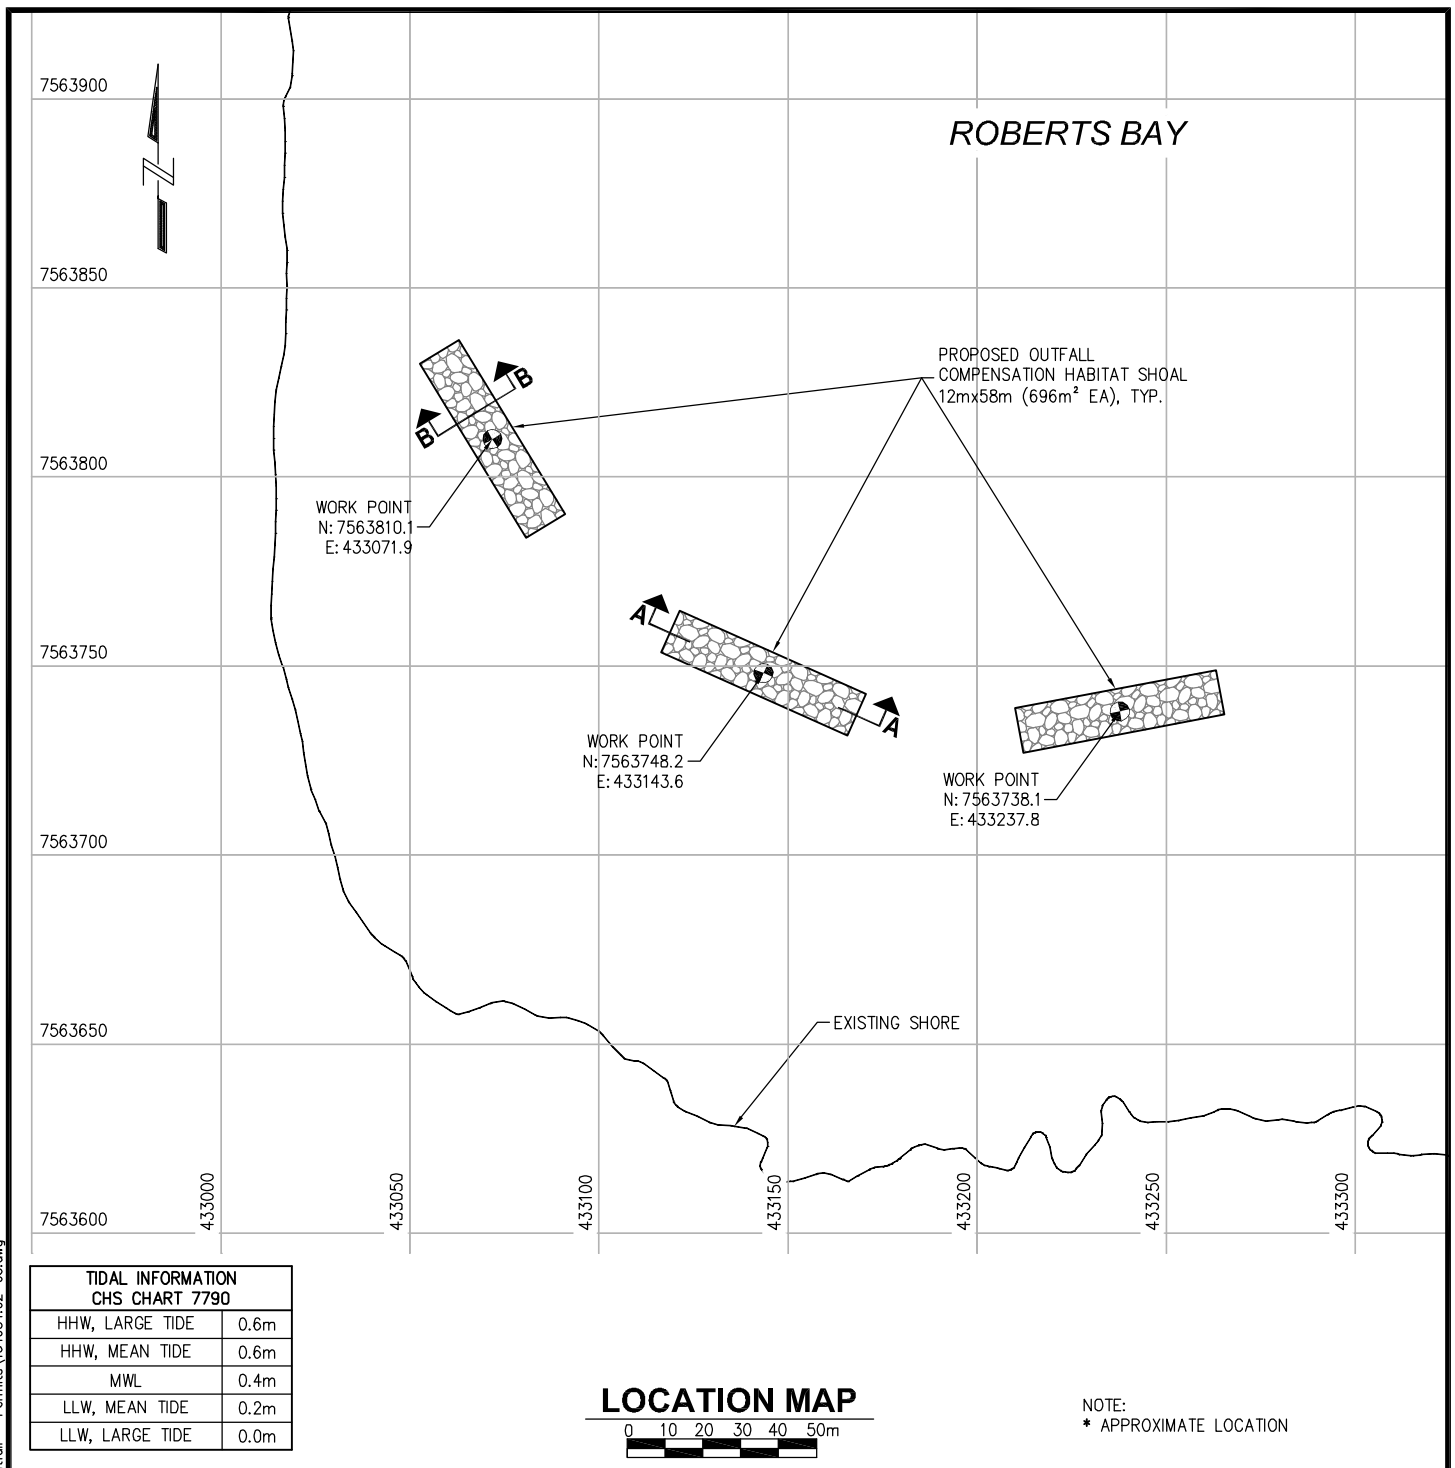 7563900
ROBERTS BAY
N
7563850
PROPOSED OUTFALL
COMPENSATION HABITAT SHOAL
12mx58m (696m² EA), TYP.
B
B
7563800
WORK POINT
N: 7563810.1
E: 433071.9
A
7563750
A
WORK POINT
N: 7563748.2
E: 433143.6
WORK POINT
N: 7563738.1
E: 433237.8
7563700
7563650
EXISTING SHORE
433000
433050
433100
433150
433200
433250
433300
7563600
TIDAL INFORMATION
CHS CHART 7790
HHW, LARGE TIDE 0.6m
HHW, MEAN TIDE 0.6m
MWL 0.4m
LLW, MEAN TIDE 0.2m
LLW, LARGE TIDE 0.0m
LOCATION MAP
0 10 20 30 40 50m
NOTE:
* APPROXIMATE LOCATION